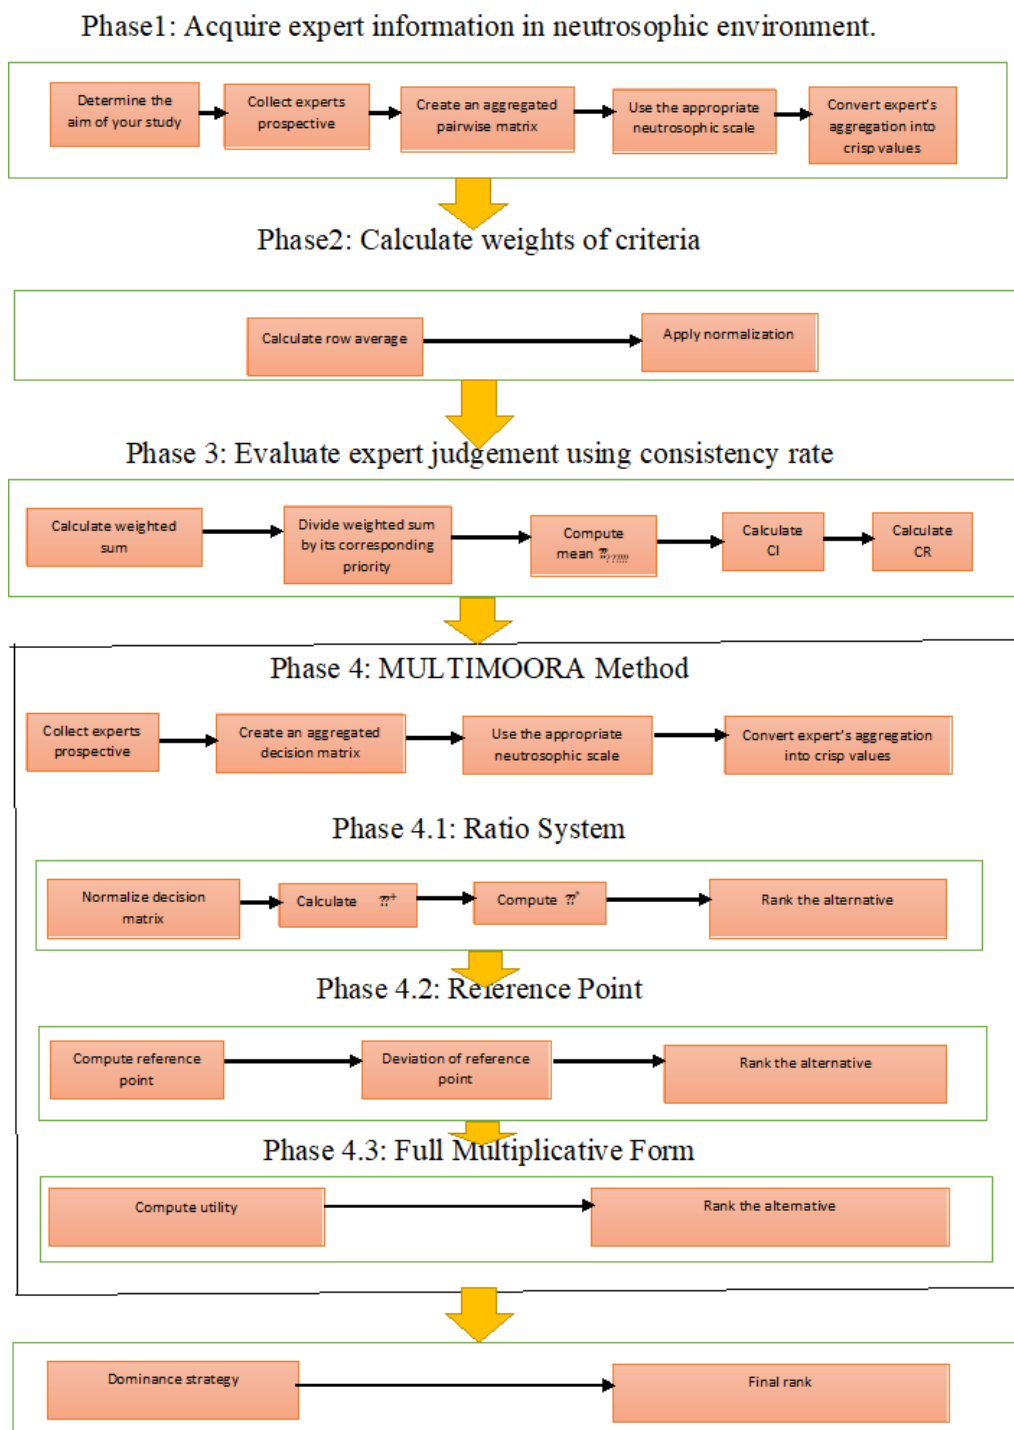 Phase1: Acquire expert information in neutrosophic environment.
Determine the
aim of your study
Collect experts
prospective
Create an aggregated
pairwise matrix
Use the appropriate
neutrosophic scale
Convert expert's
aggregation into
crisp values
Phase2: Calculate weights of criteria
Calculate row average
Apply normalization
Phase 3: Evaluate expert judgement using consistency rate
Calculate weighted
sum
Divide weighted sum
by its corresponding
priority
Compute
mean
Calculate
CI
Calculate
CR
Phase 4: MULTIMOORA Method
Collect experts
prospective
Create an aggregated
decision matrix
Use the appropriate
neutrosophic scale
Convert expert's aggregation
into crisp values
Phase 4.1: Ratio System
Normalize decision
matrix
Calculate ??+
Compute ??*
Rank the alternative
Phase 4.2: Reference Point
Compute reference
point
Deviation of reference
point
Rank the alternative
Phase 4.3: Full Multiplicative Form
Compute utility
Rank the alternative
Dominance strategy
Final rank